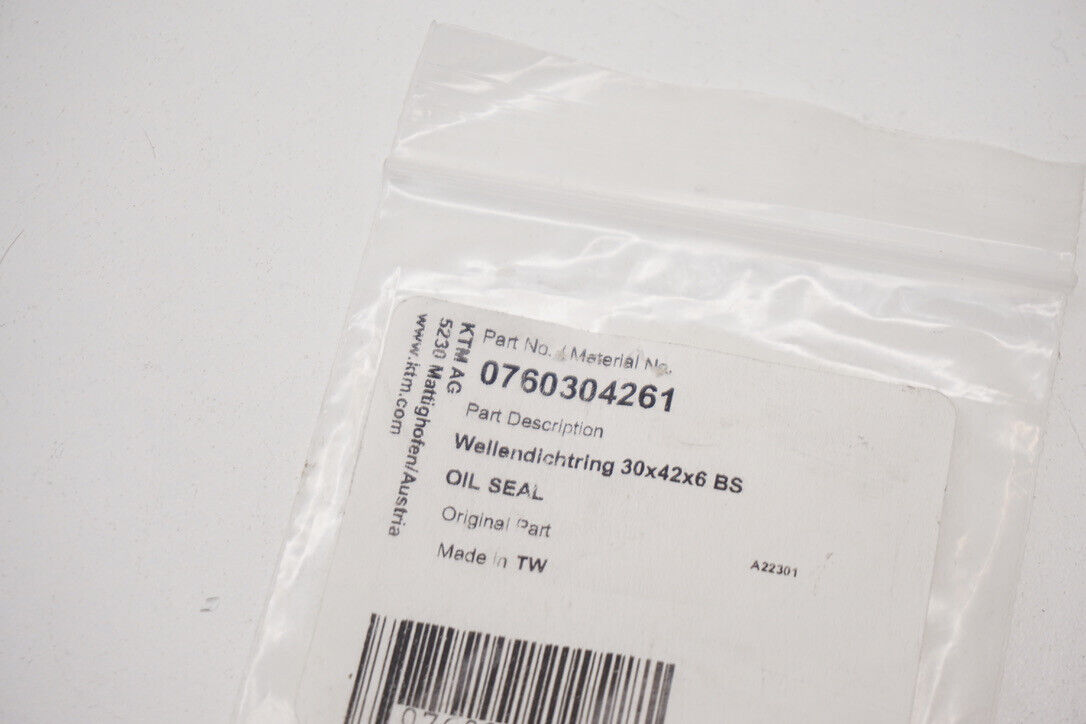 KTM AG
5230 Mattighofen/Austria
www.ktm.com
Part No. / Material No.
0760304261
Part Description
Wellendichtring 30x42x6 BS
OIL SEAL
Original Part
Made in TW
A22301